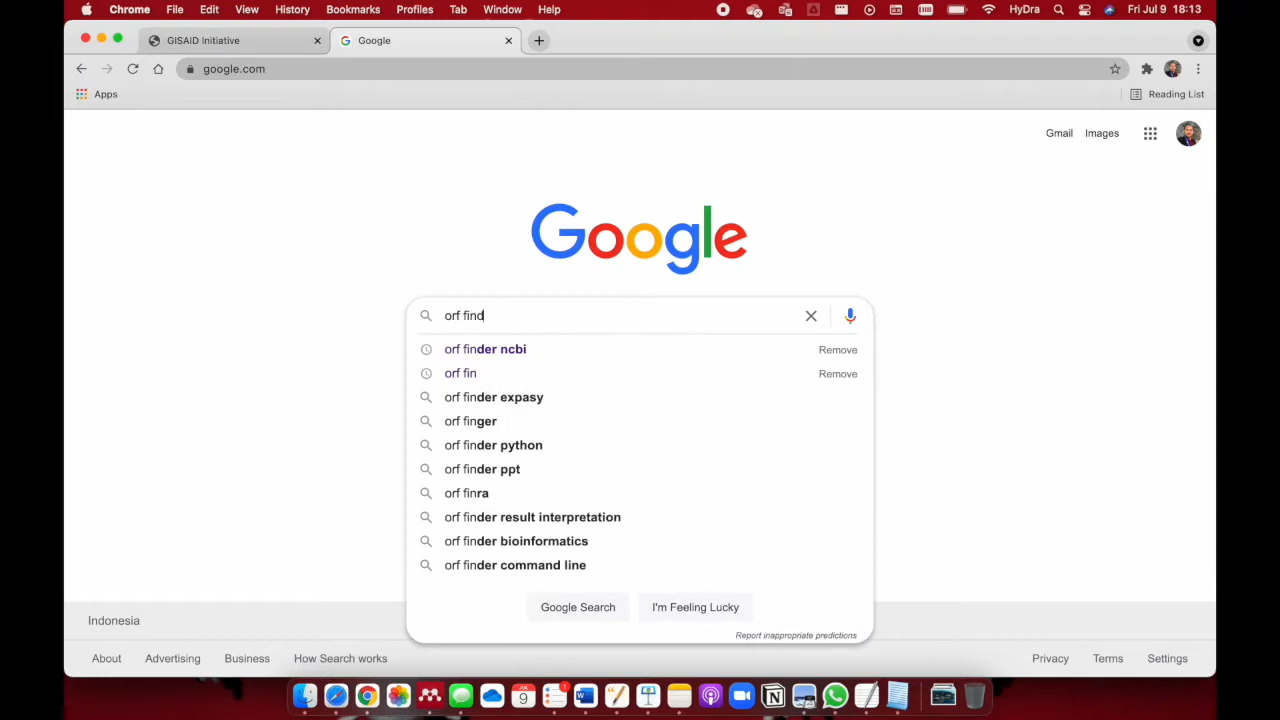 Chrome File Edit View History Bookmarks Profiles Tab Window Help HyDra Fri Jul 9 18:13
GISAID Initiative Google
google.com
Apps Reading List
Gmail Images
Google
orf find
orf finder ncbi Remove
orf fin Remove
orf finder expasy
orf finger
orf finder python
orf finder ppt
orf finra
orf finder result interpretation
orf finder bioinformatics
orf finder command line
Google Search I'm Feeling Lucky
Report inappropriate predictions
Indonesia
About Advertising Business How Search works Privacy Terms Settings